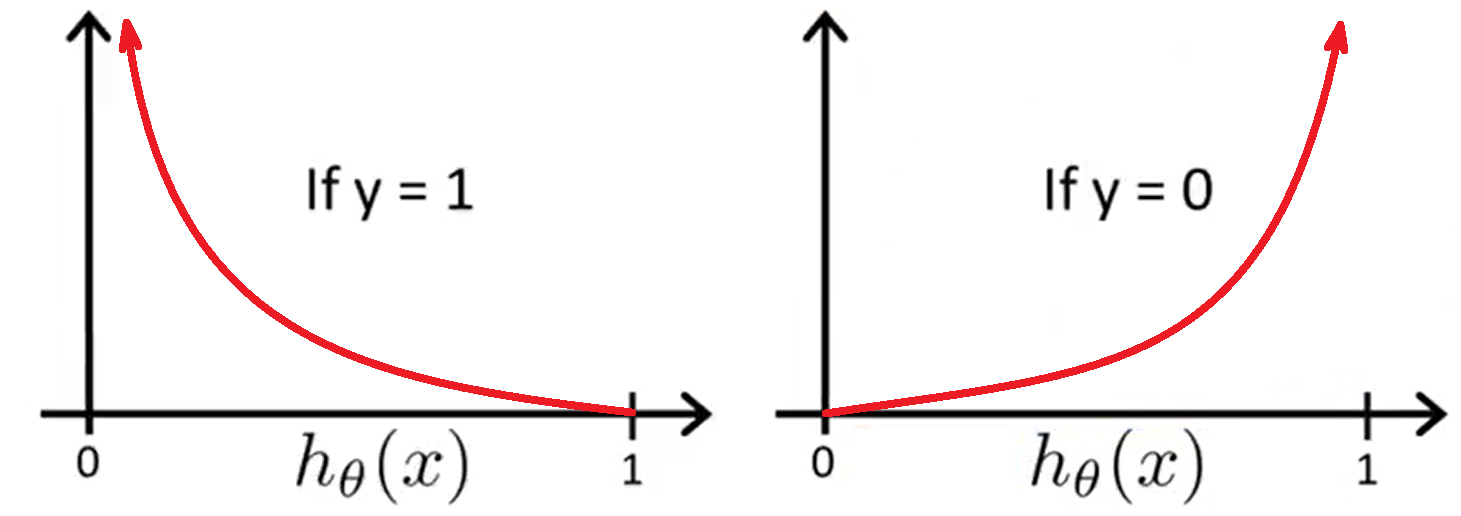 If y = 1
0
hθ(x)
1
If y = 0
0
hθ(x)
1